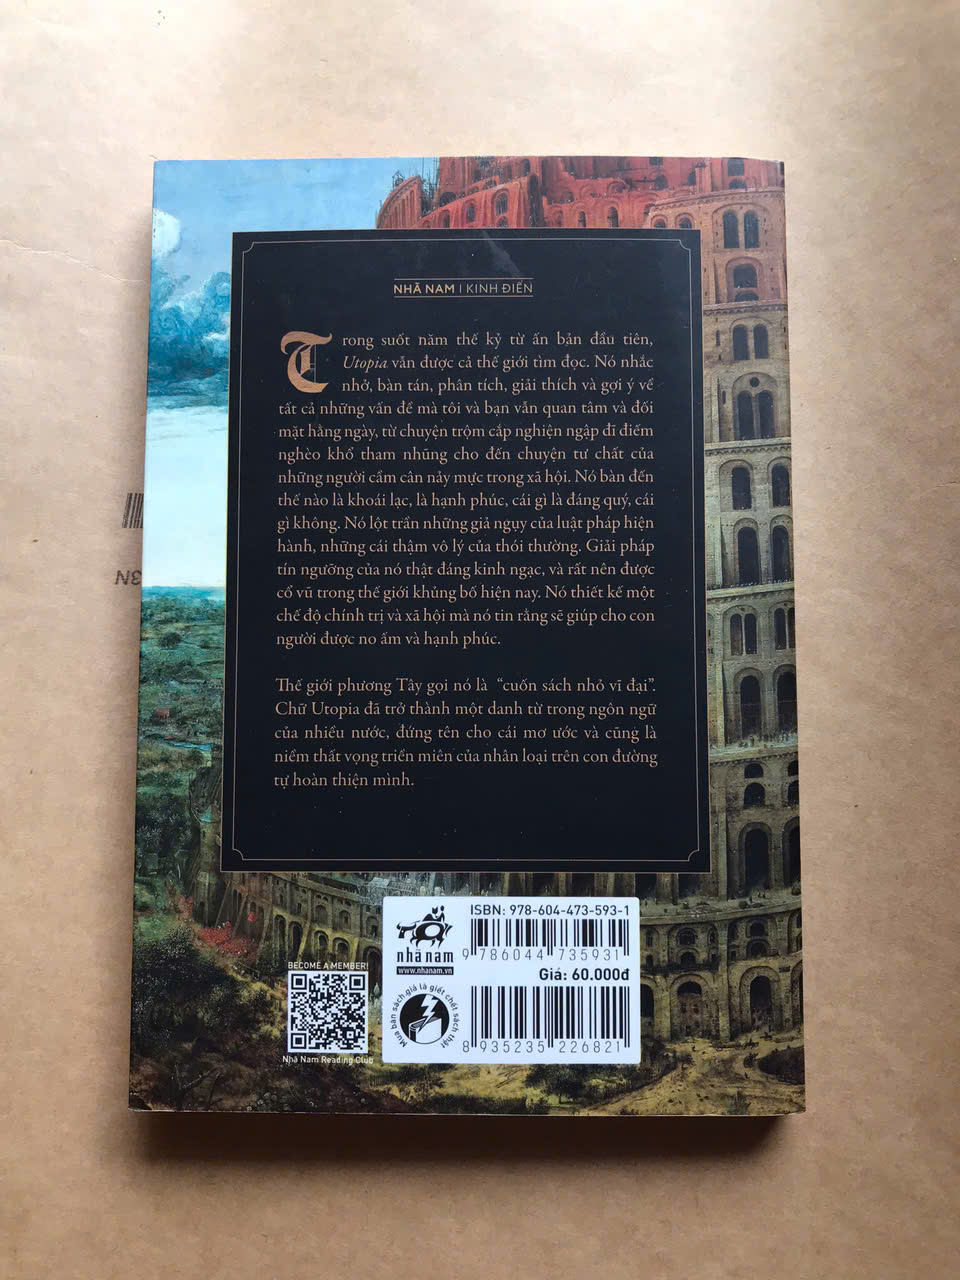 NHÃ NAM | KINH ĐIỂN
Trong suốt năm thế kỷ từ ấn bản đầu tiên,
Utopia vẫn được cả thế giới tìm đọc. Nó nhắc
nhở, bàn tán, phân tích, giải thích và gợi ý về
tất cả những vấn đề mà tôi và bạn vẫn quan tâm và đối
mặt hằng ngày, từ chuyện trộm cắp nghiện ngập đĩ điếm
nghèo khổ tham nhũng cho đến chuyện tư chất của
những người cầm cân nảy mực trong xã hội. Nó bàn đến
thế nào là khoái lạc, là hạnh phúc, cái gì là đáng quý, cái
gì không. Nó lột trần những giả ngụy của luật pháp hiện
hành, những cái thậm vô lý của thói thường. Giải pháp
tín ngưỡng của nó thật đáng kinh ngạc, và rất nên được
cổ vũ trong thế giới khủng bố hiện nay. Nó thiết kế một
chế độ chính trị và xã hội mà nó tin rằng sẽ giúp cho con
người được no ấm và hạnh phúc.
Thế giới phương Tây gọi nó là “cuốn sách nhỏ vĩ đại”.
Chữ Utopia đã trở thành một danh từ trong ngôn ngữ
của nhiều nước, đứng tên cho cái mơ ước và cũng là
niềm thất vọng triền miên của nhân loại trên con đường
tự hoàn thiện mình.
BECOME A MEMBER!
Nhã Nam Reading Club
nhã nam
www.nhanam.vn
Mua bán sách giả là giết chết sách thật
ISBN: 978-604-473-593-1
9 786044 735931
Giá: 60.000đ
8 935235 226821